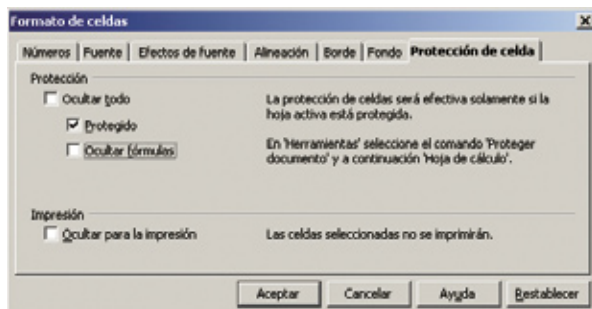 Formato de celdas
Números Fuente Efectos de fuente Alineación Borde Fondo Protección de celda
Protección
Ocultar todo
Protegido
Ocultar fórmulas
La protección de celdas será efectiva solamente si la
hoja activa está protegida.
En 'Herramientas' seleccione el comando 'Proteger
documento' y a continuación 'Hoja de cálculo'.
Impresión
Ocultar para la impresión
Las celdas seleccionadas no se imprimirán.
Aceptar Cancelar Ayuda Restablecer